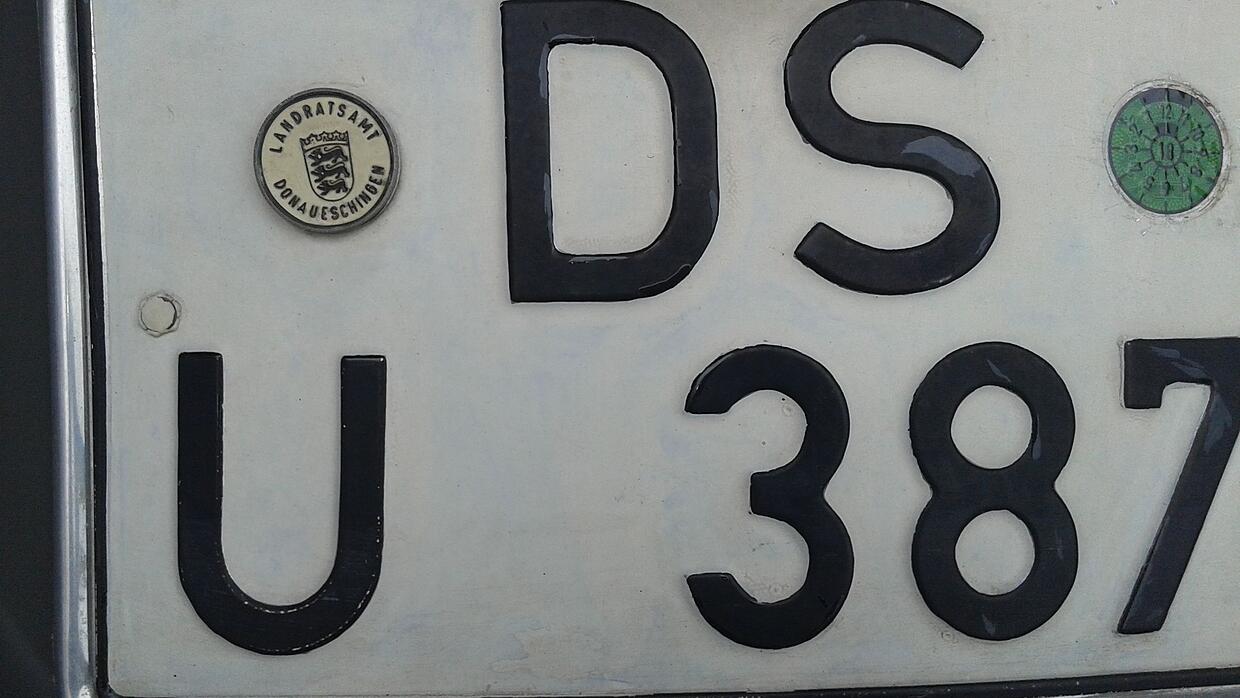 DS
LANDRATSAMT
DONAUESCHINGEN
U 387